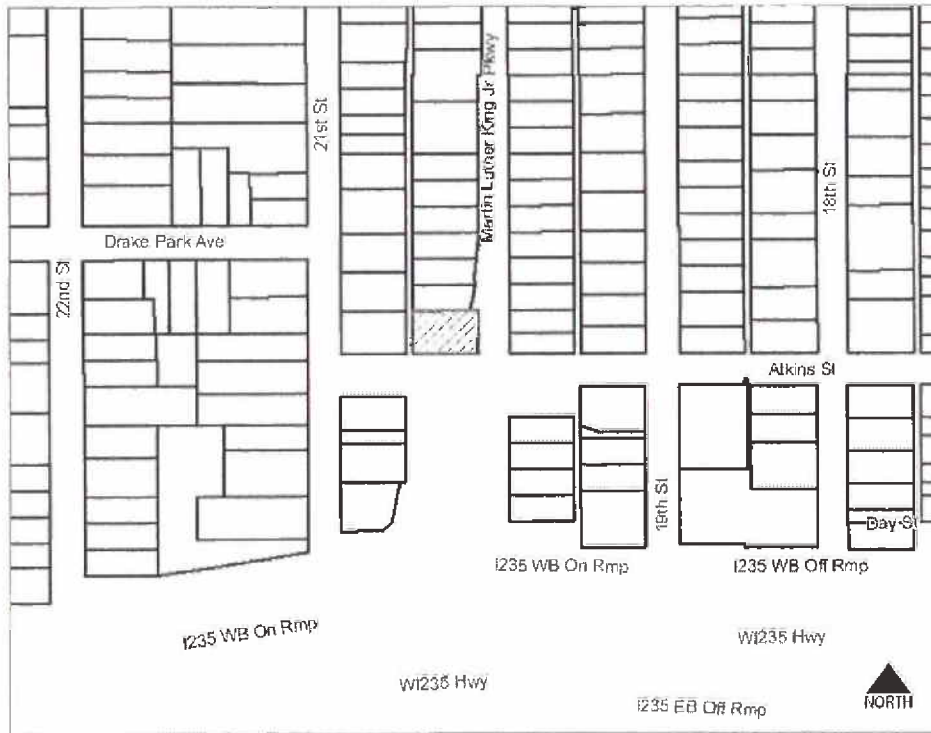 21st St
Martin Luther King Jr Pkwy
18th St
Drake Park Ave
22nd St
Atkins St
19th St
Day St
I235 WB On Rmp
I235 WB Off Rmp
I235 WB On Rmp
WI235 Hwy
WI235 Hwy
I235 EB Off Rmp
NORTH